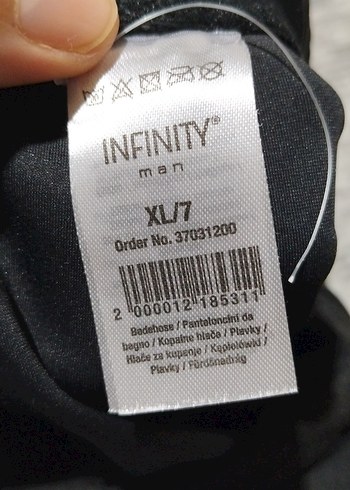 INFINITY®
man
XL/7
Order No. 37031200
2 000012 185311
Badehose / Pantaloncini da
bagno / Kopalne hlače / Plavky /
Hlače za kupanje / Kąpielówki /
Plavky / Fürdőnadrág